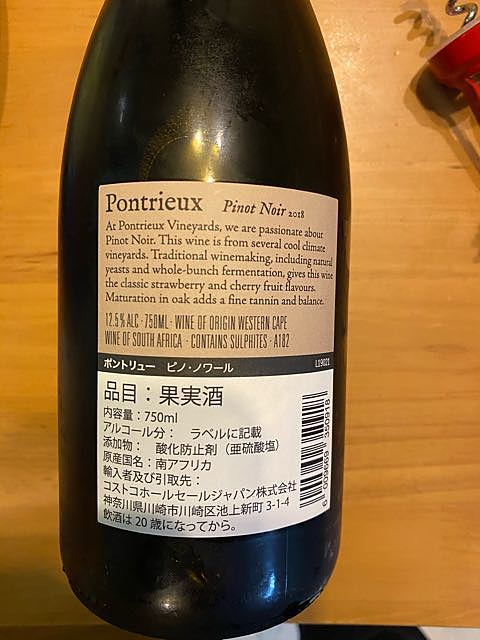 Pontrieux Pinot Noir 2018
At Pontrieux Vineyards, we are passionate about
Pinot Noir. This wine is from several cool climate
vineyards. Traditional winemaking, including natural
yeasts and whole-bunch fermentation, gives this wine
the classic strawberry and cherry fruit flavours.
Maturation in oak adds a fine tannin and balance.
12.5% ALC · 750ML · WINE OF ORIGIN WESTERN CAPE
WINE OF SOUTH AFRICA · CONTAINS SULPHITES · A182
ポントリュー ピノ・ノワール L19021
品目：果実酒
内容量：750ml
アルコール分： ラベルに記載
添加物： 酸化防止剤（亜硫酸塩）
原産国名：南アフリカ
輸入者及び引取先：
コストコホールセールジャパン株式会社
神奈川県川崎市川崎区池上新町 3-1-4
飲酒は 20 歳になってから。
6 009669 350918